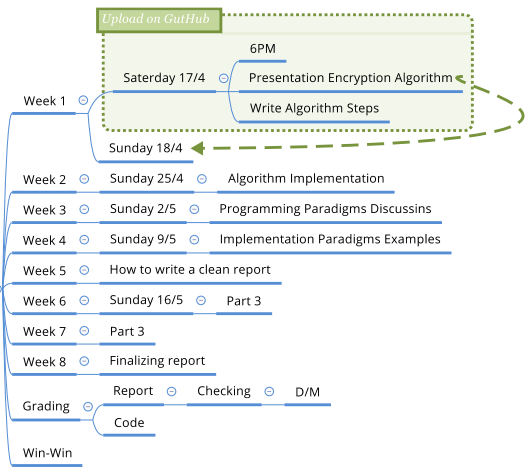 Upload on GutHub
6PM
Saterday 17/4
Presentation Encryption Algorithm
Write Algorithm Steps
Week 1
Sunday 18/4
Week 2
Sunday 25/4
Algorithm Implementation
Week 3
Sunday 2/5
Programming Paradigms Discussins
Week 4
Sunday 9/5
Implementation Paradigms Examples
Week 5
How to write a clean report
Week 6
Sunday 16/5
Part 3
Week 7
Part 3
Week 8
Finalizing report
Grading
Report
Checking
D/M
Code
Win-Win